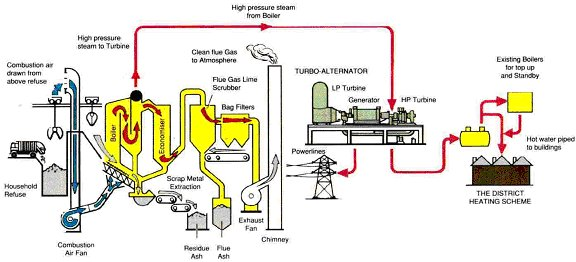 High pressure steam
from Boiler
High pressure
steam to Turbine
Combustion air
drawn from
above refuse
Clean flue Gas
to Atmosphere
Flue Gas Lime
Scrubber
Bag Filters
TURBO-ALTERNATOR
LP Turbine
Generator
HP Turbine
Existing Boilers
for top up
and Standby
Boiler
Economiser
Hot water piped
to buildings
Powerlines
Household
Refuse
Scrap Metal
Extraction
THE DISTRICT
HEATING SCHEME
Combustion
Air Fan
Residue
Ash
Flue
Ash
Exhaust
Fan
Chimney